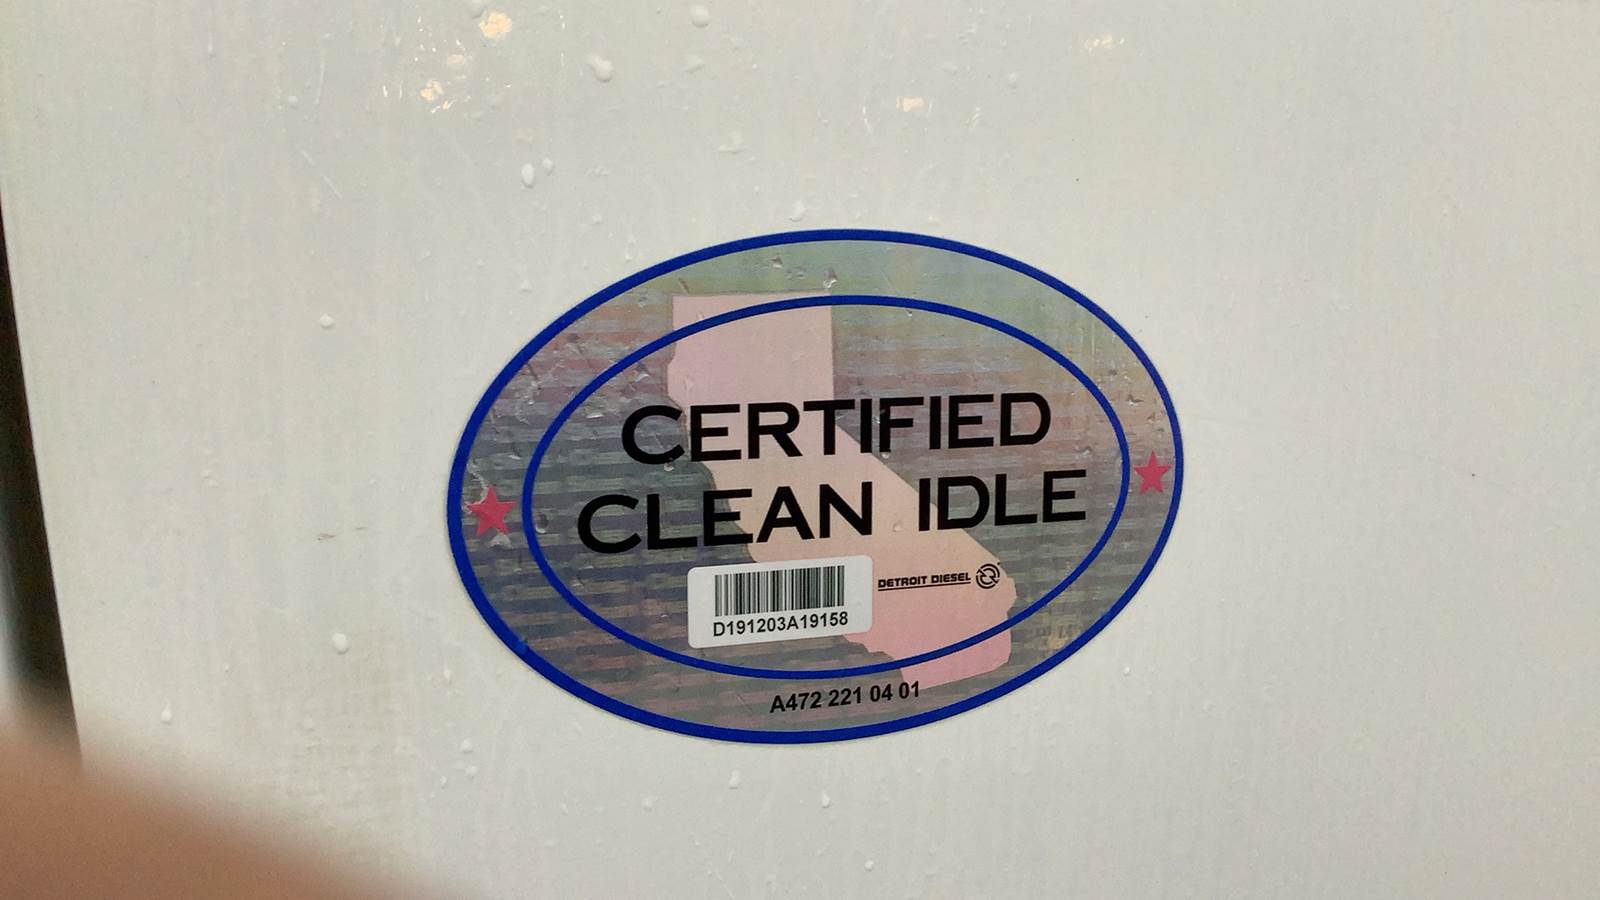 CERTIFIED
CLEAN IDLE
DETROIT DIESEL
D191203A19158
A472 221 04 01